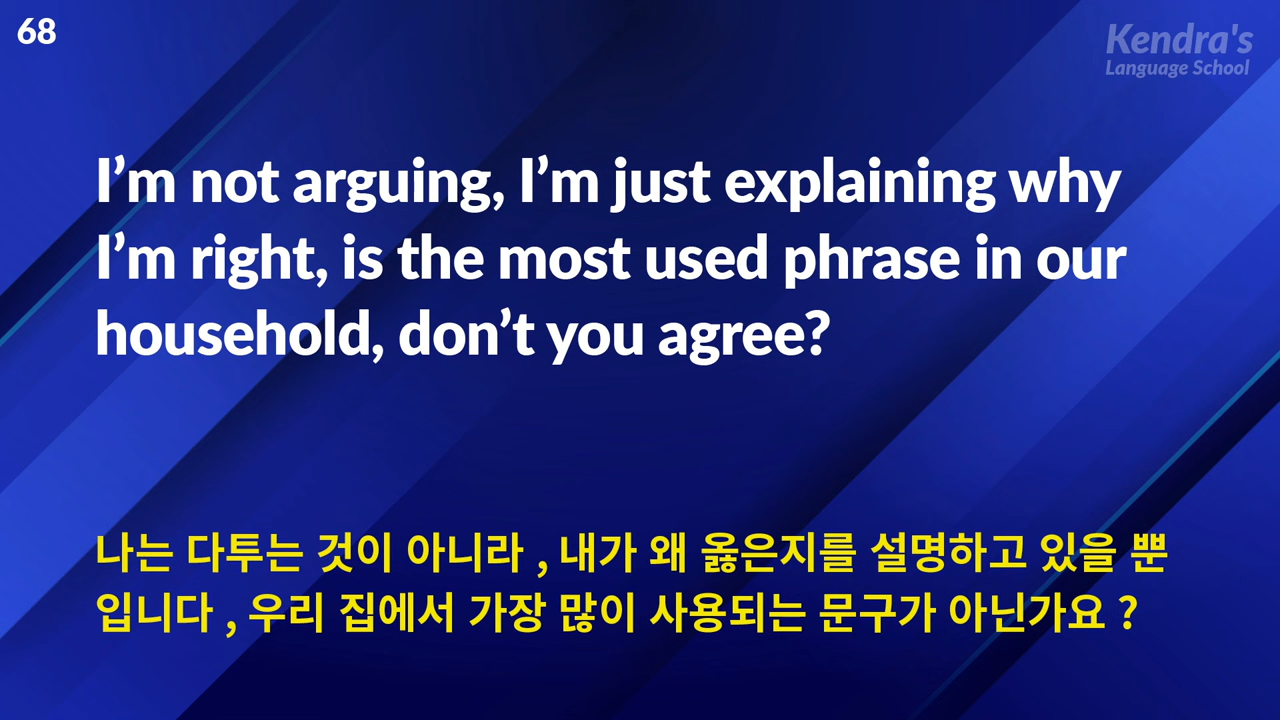 68
Kendra's
Language School
I’m not arguing, I’m just explaining why
I’m right, is the most used phrase in our
household, don’t you agree?
나는 다투는 것이 아니라 , 내가 왜 옳은지를 설명하고 있을 뿐
입니다 , 우리 집에서 가장 많이 사용되는 문구가 아닌가요 ?